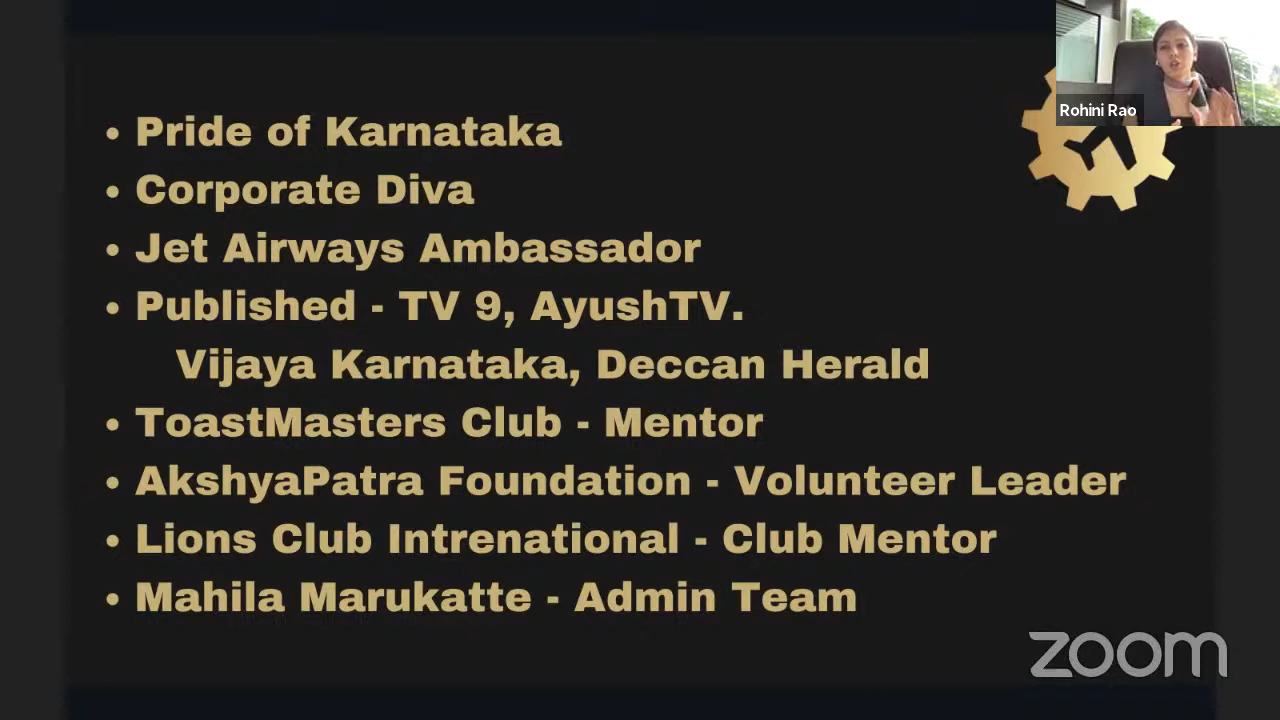 Rohini Rao
• Pride of Karnataka
• Corporate Diva
• Jet Airways Ambassador
• Published - TV 9, AyushTV.
Vijaya Karnataka, Deccan Herald
• ToastMasters Club - Mentor
• AkshyaPatra Foundation - Volunteer Leader
• Lions Club Intrenational - Club Mentor
• Mahila Marukatte - Admin Team
zoom